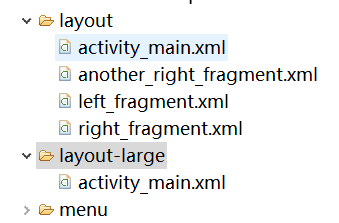 layout
activity_main.xml
another_right_fragment.xml
left_fragment.xml
right_fragment.xml
layout-large
activity_main.xml
menu